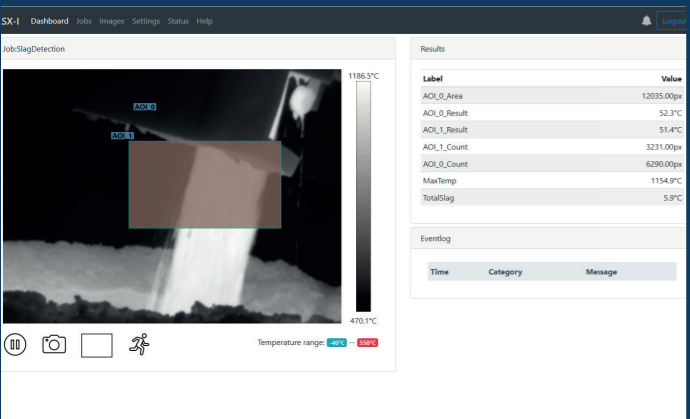 SX-I Dashboard Jobs Images Settings Status Help Logout
Job:SlagDetection
1186.5°C
AOI_0
AOI_1
470.1°C
Temperature range: -40°C -- 550°C
Results
Label Value
AOI_0_Area 12035.00px
AOI_0_Result 52.3°C
AOI_1_Result 51.4°C
AOI_1_Count 3231.00px
AOI_0_Count 6290.00px
MaxTemp 1154.9°C
TotalSlag 5.9°C
Eventlog
Time Category Message